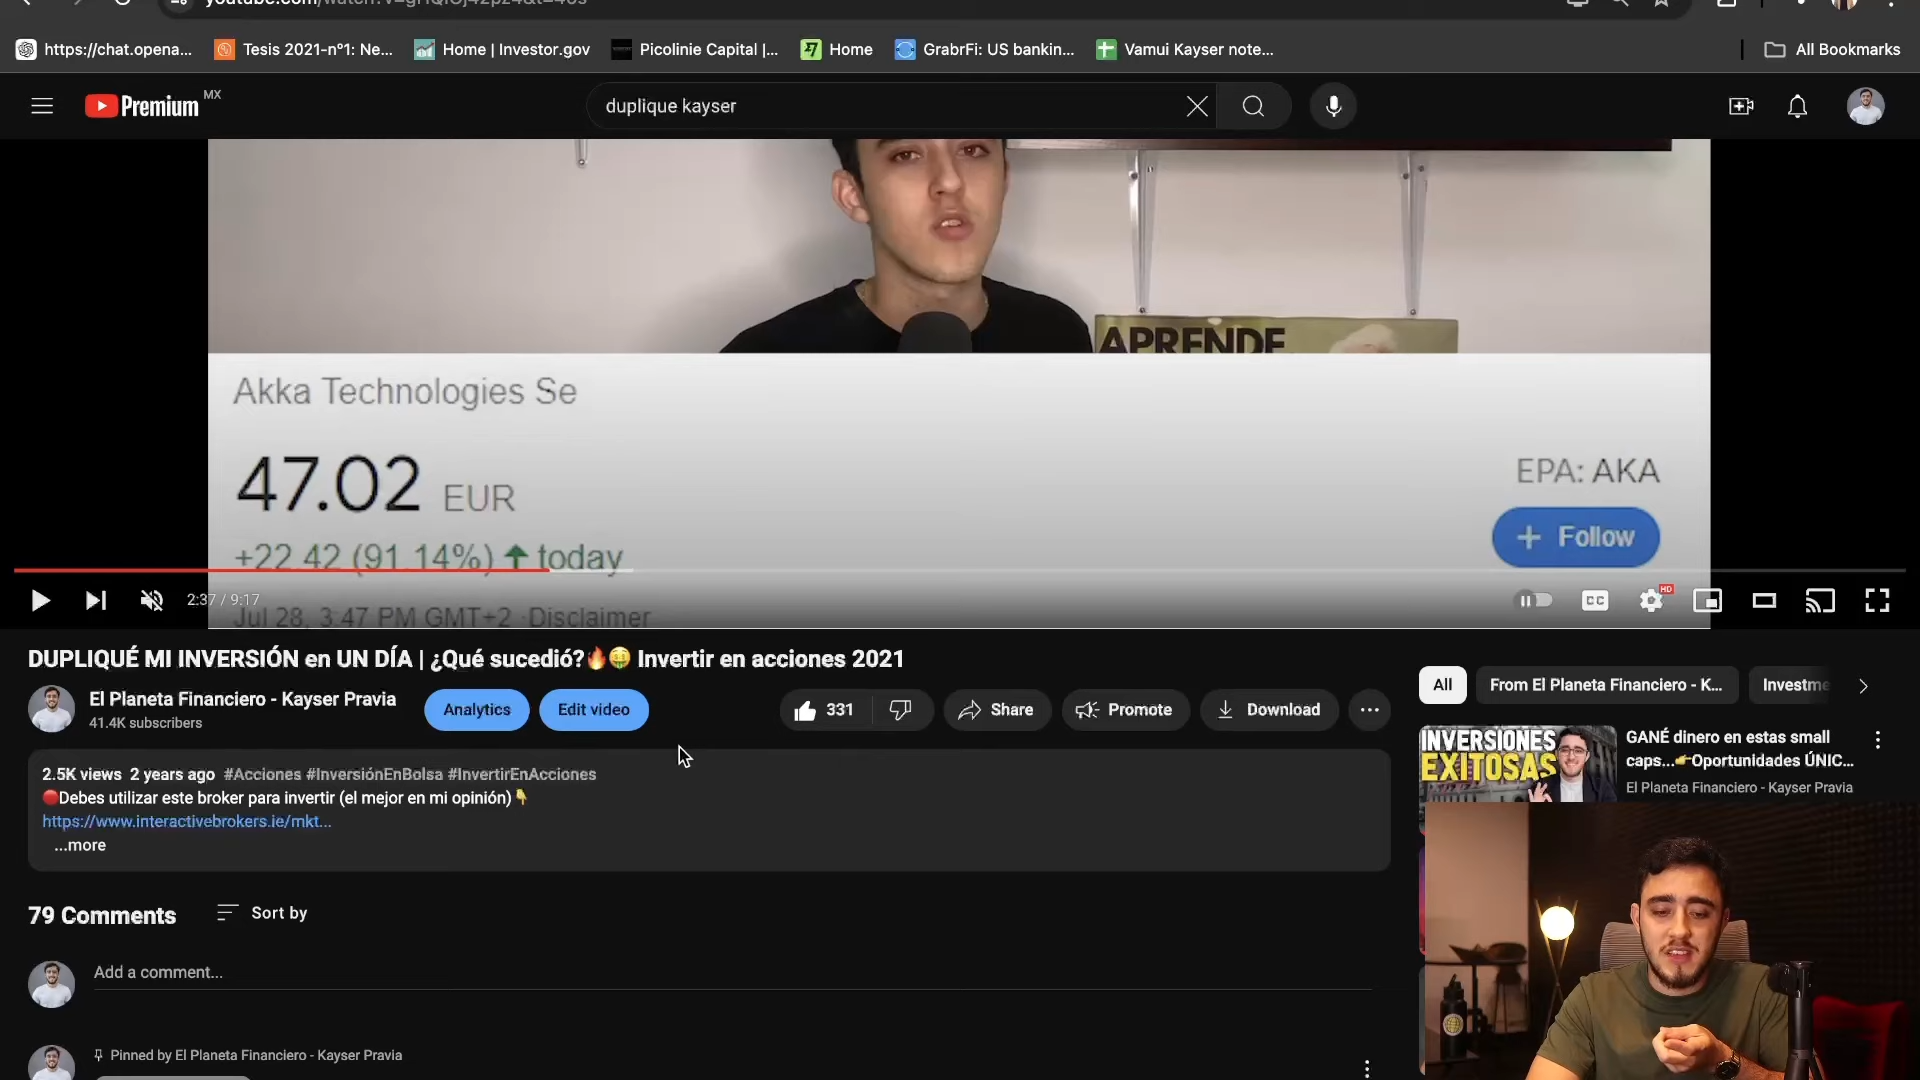 https://chat.opena...
Tesis 2021-nº1: Ne...
Home | Investor.gov
Picolinie Capital |...
Home
GrabrFi: US bankin...
Vamui Kayser note...
All Bookmarks
Premium MX
duplique kayser
APRENDE
Akka Technologies Se
47.02 EUR
EPA: AKA
+ Follow
+22.42 (91.14%) ↑ today
2:37 / 9:17
Jul 28, 3:47 PM GMT+2 · Disclaimer
CC
HD
DUPLIQUÉ MI INVERSIÓN en UN DÍA | ¿Qué sucedió?🔥🤑 Invertir en acciones 2021
El Planeta Financiero - Kayser Pravia
41.4K subscribers
Analytics
Edit video
331
Share
Promote
Download
All
From El Planeta Financiero - K...
Investme
2.5K views 2 years ago #Acciones #InversiónEnBolsa #InvertirEnAcciones
🔴Debes utilizar este broker para invertir (el mejor en mi opinión)👇
https://www.interactivebrokers.ie/mkt...
...more
INVERSIONES
EXITOSAS
GANÉ dinero en estas small
caps...👉Oportunidades ÚNIC...
El Planeta Financiero - Kayser Pravia
79 Comments
Sort by
Add a comment...
Pinned by El Planeta Financiero - Kayser Pravia